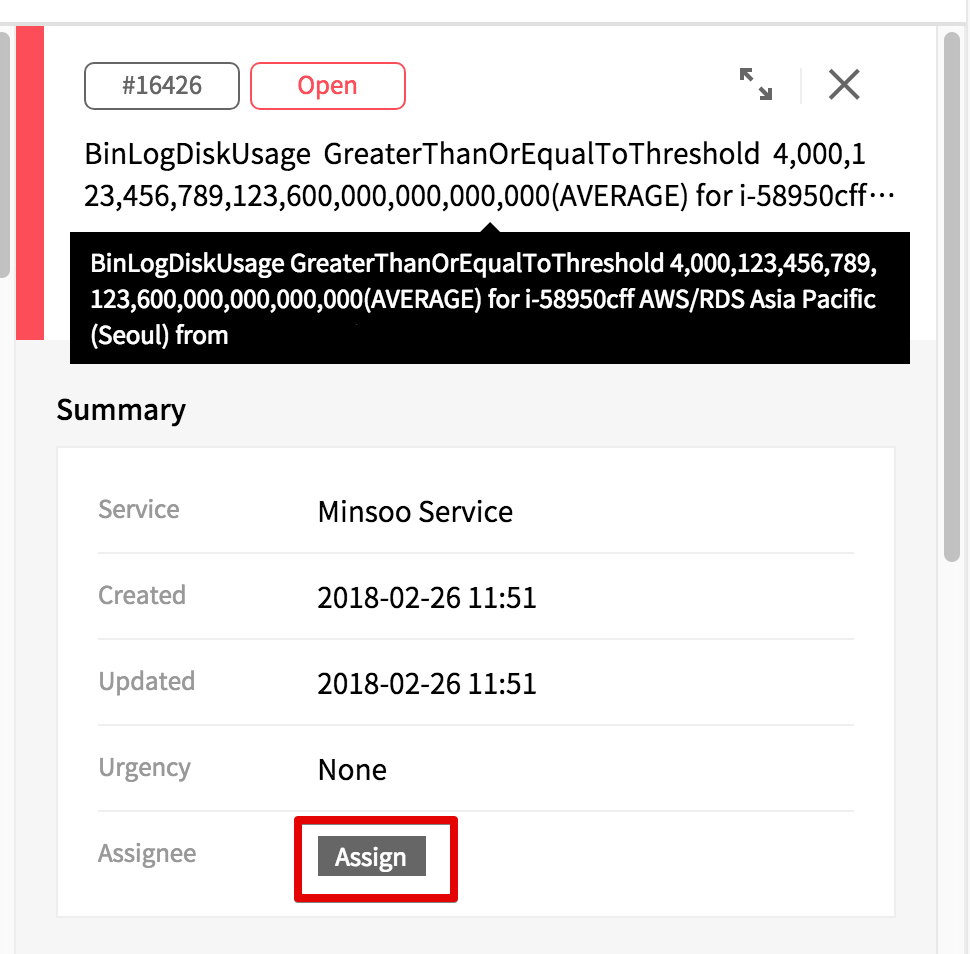 #16426 Open
BinLogDiskUsage GreaterThanOrEqualToThreshold 4,000,1
23,456,789,123,600,000,000,000,000(AVERAGE) for i-58950cff…
BinLogDiskUsage GreaterThanOrEqualToThreshold 4,000,123,456,789,
123,600,000,000,000,000(AVERAGE) for i-58950cff AWS/RDS Asia Pacific
(Seoul) from
Summary
Service Minsoo Service
Created 2018-02-26 11:51
Updated 2018-02-26 11:51
Urgency None
Assignee Assign